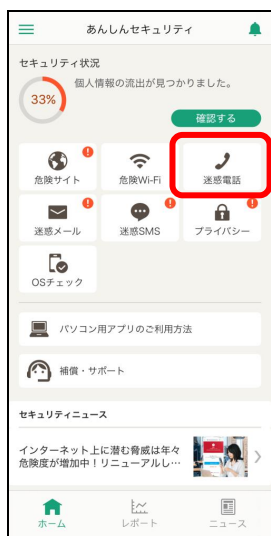 あんしんセキュリティ
セキュリティ状況
33%
個人情報の流出が見つかりました。
確認する
危険サイト
危険Wi-Fi
迷惑電話
迷惑メール
迷惑SMS
プライバシー
OSチェック
パソコン用アプリのご利用方法
補償・サポート
セキュリティニュース
インターネット上に潜む脅威は年々
危険度が増加中！リニューアルし…
ホーム
レポート
ニュース